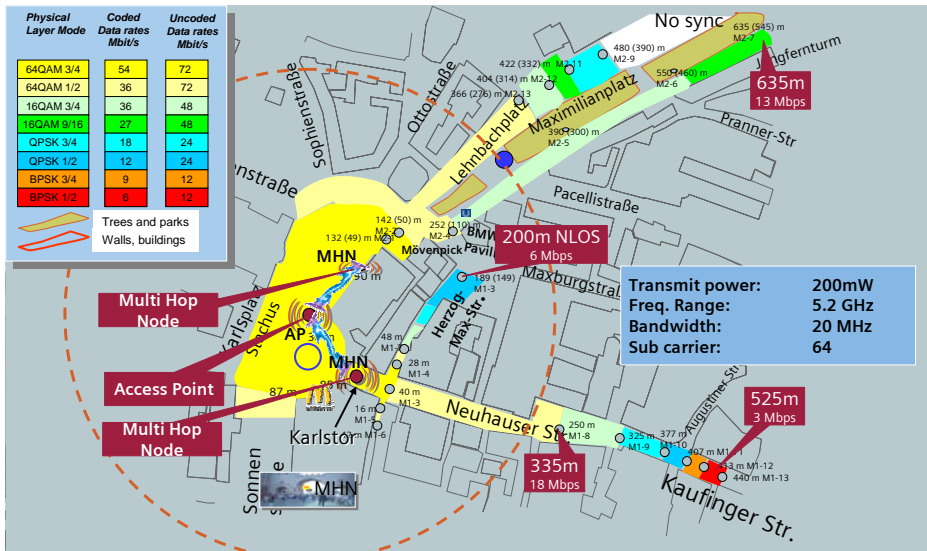 Physical
Layer Mode
Coded
Data rates
Mbit/s
Uncoded
Data rates
Mbit/s
64QAM 3/4 54 72
64QAM 1/2 36 72
16QAM 3/4 36 48
16QAM 9/16 27 48
QPSK 3/4 18 24
QPSK 1/2 12 24
BPSK 3/4 9 12
BPSK 1/2 6 12
Trees and parks
Walls, buildings
Sophienstraße
Ottostraße
Lehnbachplatz
Maximilianplatz
No sync
635 (545) m
M2-7
480 (390) m
M2-9
422 (332) m
M2-11
404 (314) m
M2-12
366 (276) m
M2-13
550 (460) m
M2-6
390 (300) m
M2-5
Jungfernturm
635m
13 Mbps
Pranner-Str
Pacellistraße
142 (50) m
M2-2
132 (49) m
252 (110) m
M2-4
BMW
Mövenpick
200m NLOS
6 Mbps
Maxburgstraße
189 (149)
M1-3
Herzog-
Max-Str.
Transmit power: 200mW
Freq. Range: 5.2 GHz
Bandwidth: 20 MHz
Sub carrier: 64
MHN
90 m
Multi Hop
Node
Karlsplatz
Stachus
AP
Access Point
MHN
87 m
Multi Hop
Node
Karlstor
48 m
28 m
M1-4
40 m
M1-3
16 m
M1-5
M1-6
Neuhauser Str.
250 m
M1-8
335m
18 Mbps
325 m
M1-9
377 m
M1-10
Augustiner Str
407 m
M1-12
440 m M1-13
525m
3 Mbps
Kaufinger Str.
Sonnen
MHN